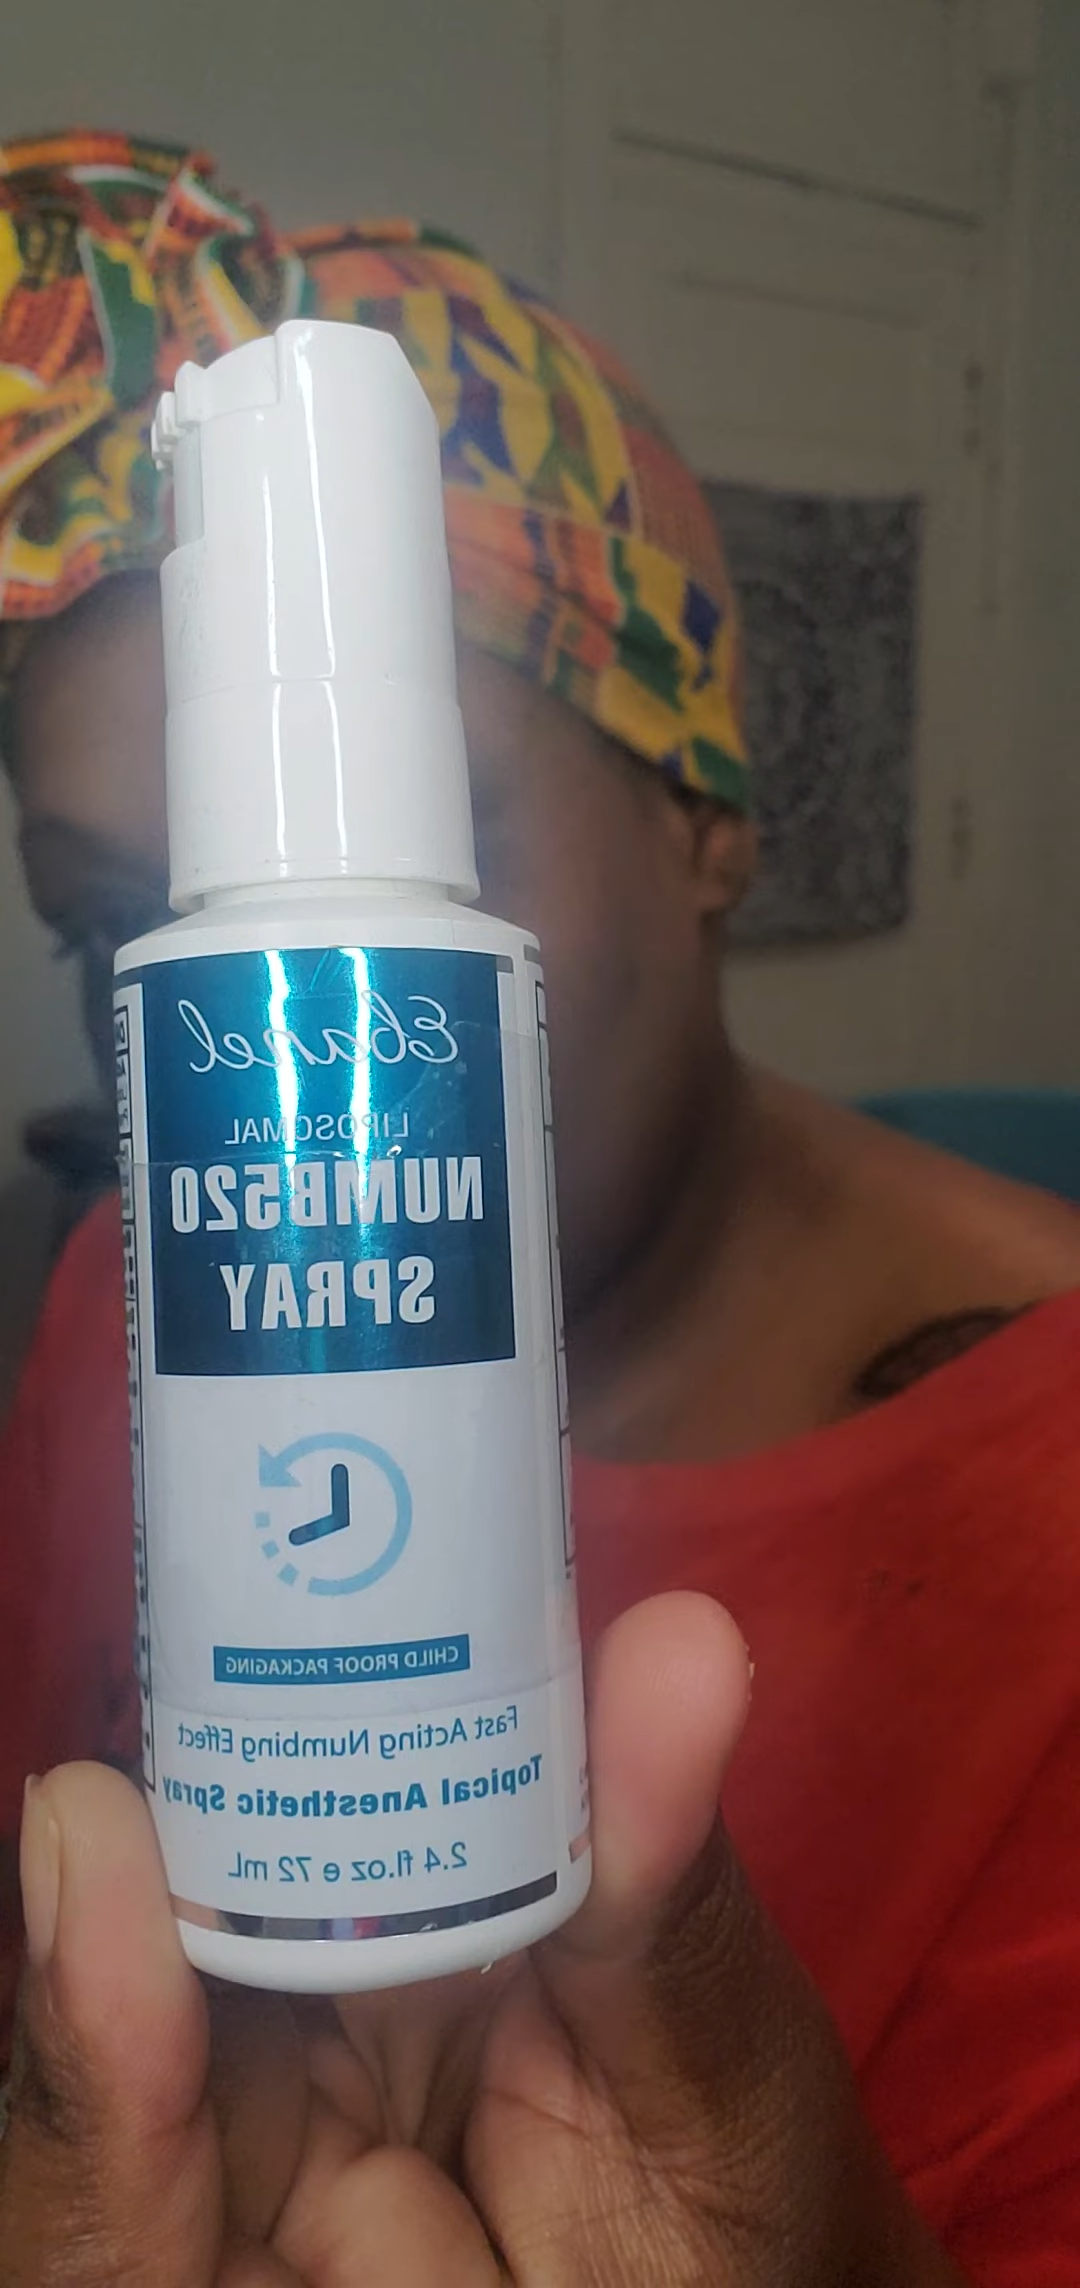 Ebanel
LIPOSOMAL
NUMB520
SPRAY
CHILD PROOF PACKAGING
Fast Acting Numbing Effect
Topical Anesthetic Spray
2.4 fl.oz e 72 mL